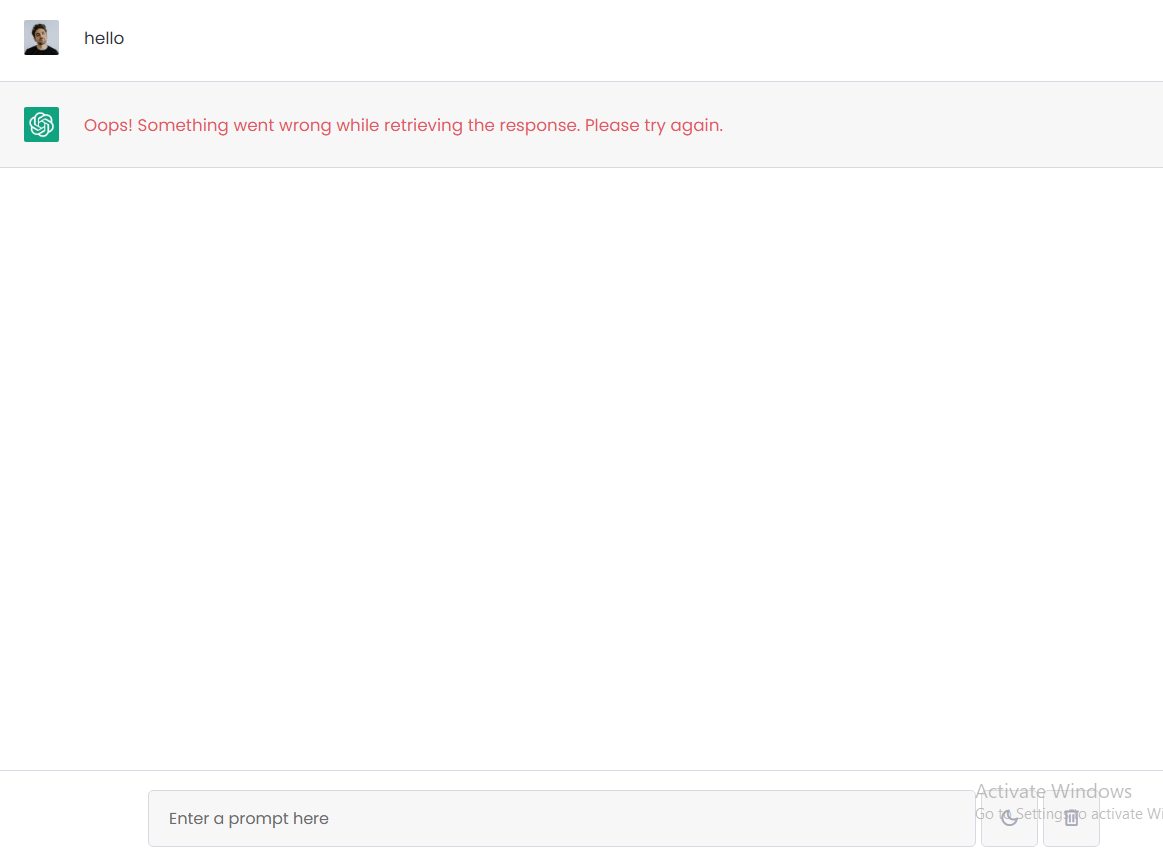 hello
Oops! Something went wrong while retrieving the response. Please try again.
Enter a prompt here
Activate Windows
Go to Settings to activate Wi